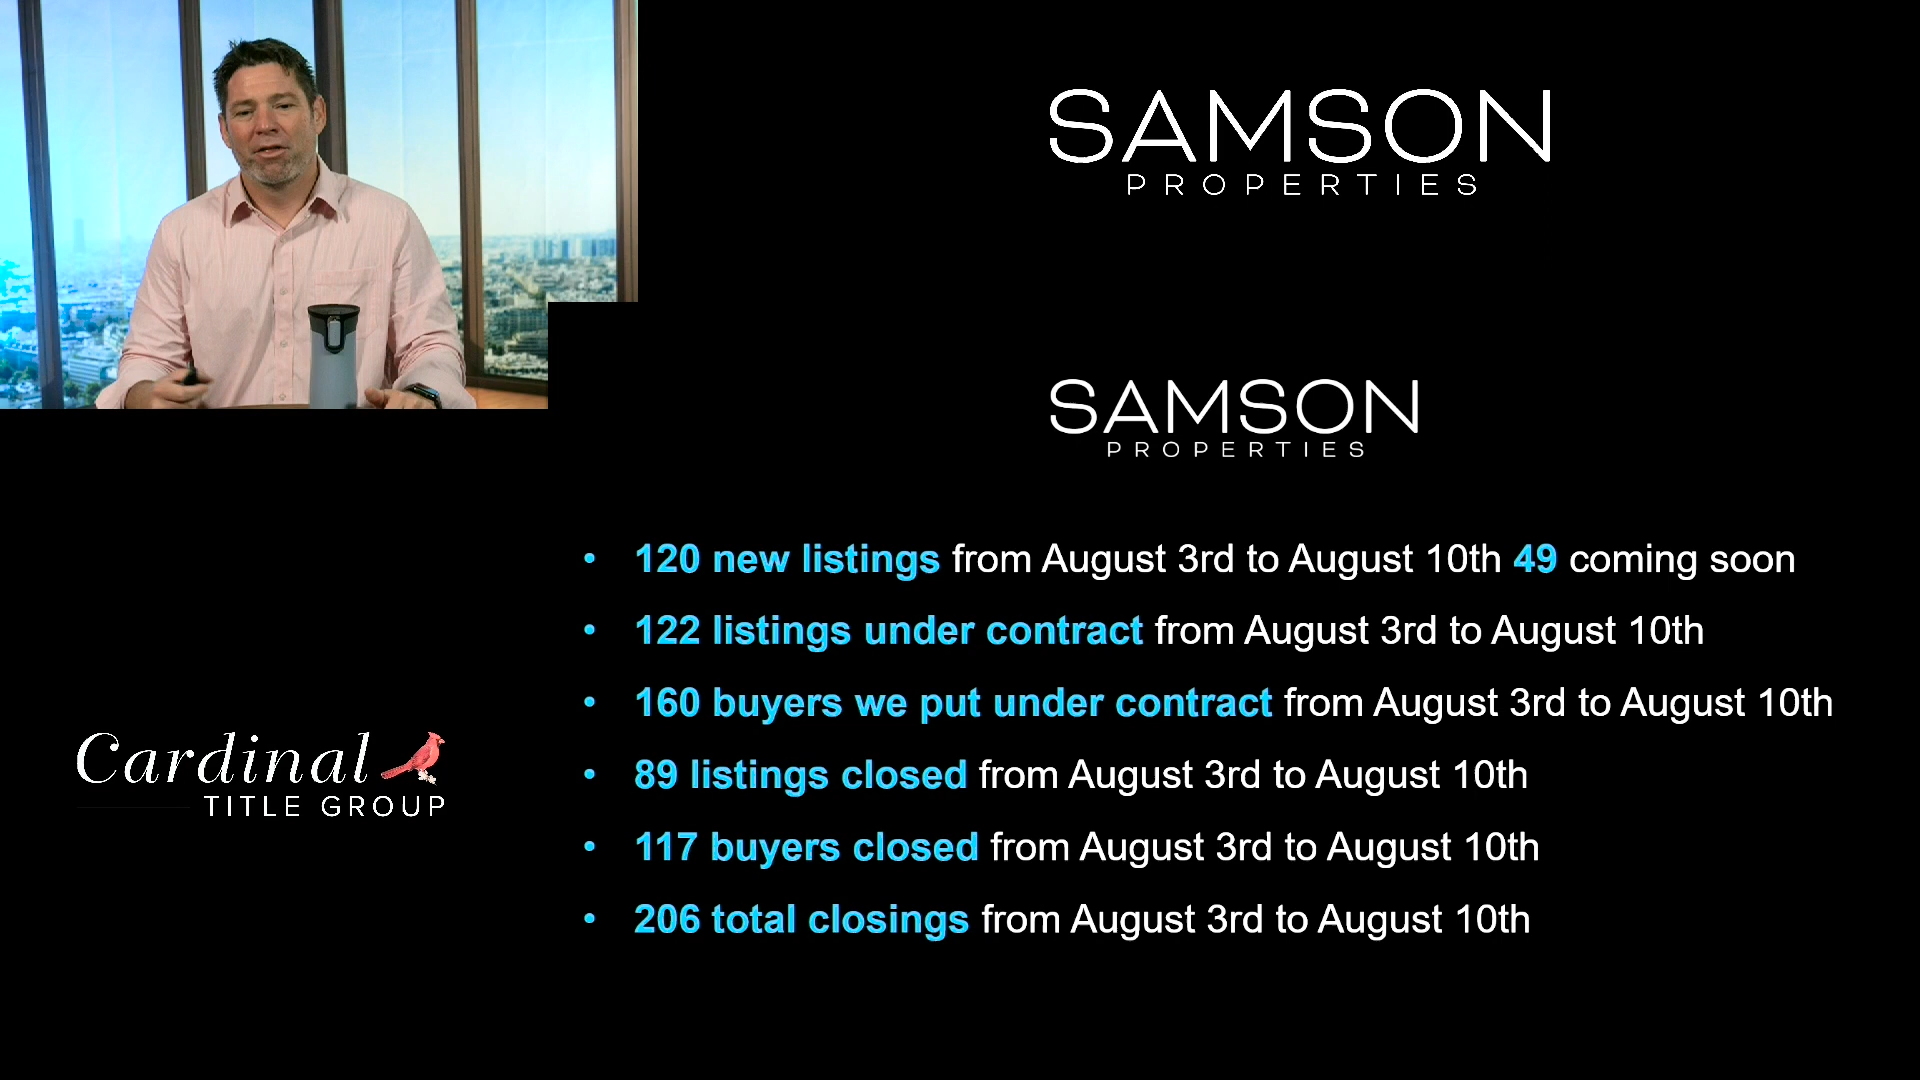 SAMSON
PROPERTIES
SAMSON
PROPERTIES
• 120 new listings from August 3rd to August 10th 49 coming soon
• 122 listings under contract from August 3rd to August 10th
• 160 buyers we put under contract from August 3rd to August 10th
• 89 listings closed from August 3rd to August 10th
• 117 buyers closed from August 3rd to August 10th
• 206 total closings from August 3rd to August 10th
Cardinal
TITLE GROUP